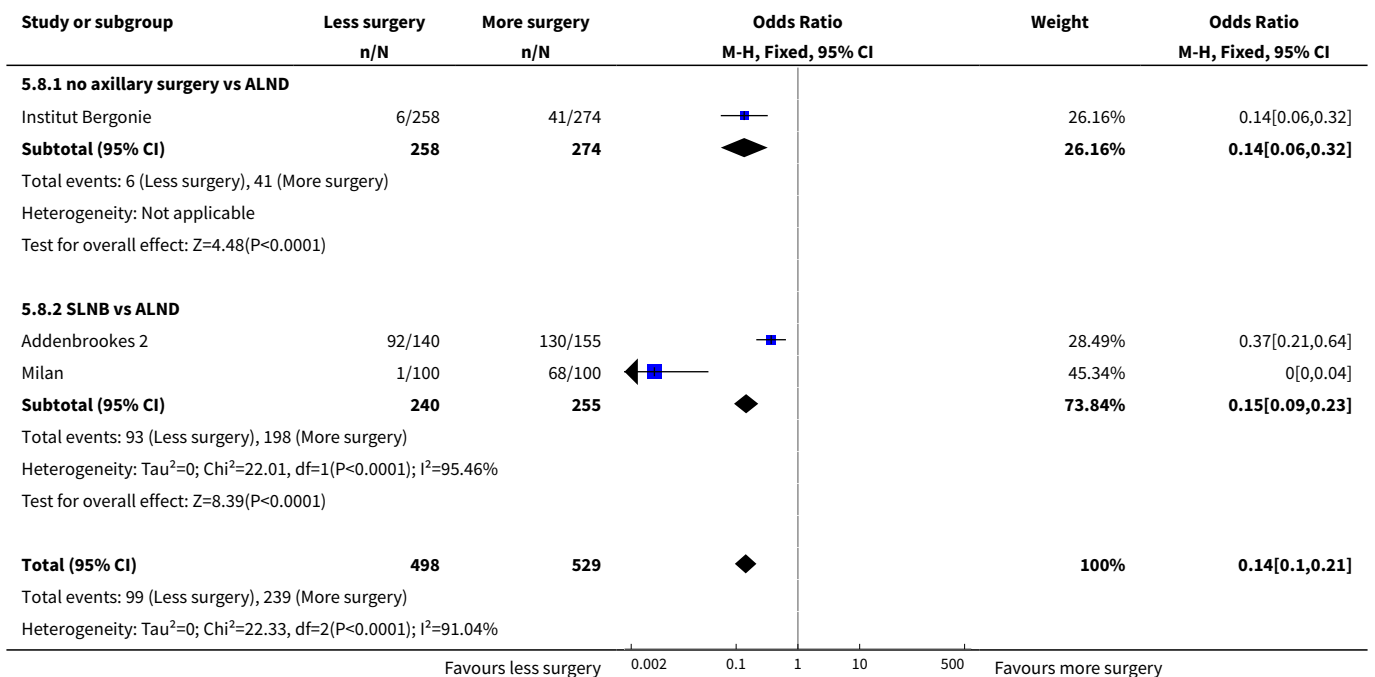 Study or subgroup Less surgery More surgery Odds Ratio Weight Odds Ratio
n/N n/N M-H, Fixed, 95% CI M-H, Fixed, 95% CI
5.8.1 no axillary surgery vs ALND
Institut Bergonie 6/258 41/274 26.16% 0.14[0.06,0.32]
Subtotal (95% CI) 258 274 26.16% 0.14[0.06,0.32]
Total events: 6 (Less surgery), 41 (More surgery)
Heterogeneity: Not applicable
Test for overall effect: Z=4.48(P<0.0001)
5.8.2 SLNB vs ALND
Addenbrookes 2 92/140 130/155 28.49% 0.37[0.21,0.64]
Milan 1/100 68/100 45.34% 0[0,0.04]
Subtotal (95% CI) 240 255 73.84% 0.15[0.09,0.23]
Total events: 93 (Less surgery), 198 (More surgery)
Heterogeneity: Tau²=0; Chi²=22.01, df=1(P<0.0001); I²=95.46%
Test for overall effect: Z=8.39(P<0.0001)
Total (95% CI) 498 529 100% 0.14[0.1,0.21]
Total events: 99 (Less surgery), 239 (More surgery)
Heterogeneity: Tau²=0; Chi²=22.33, df=2(P<0.0001); I²=91.04%
Favours less surgery 0.002 0.1 1 10 500 Favours more surgery